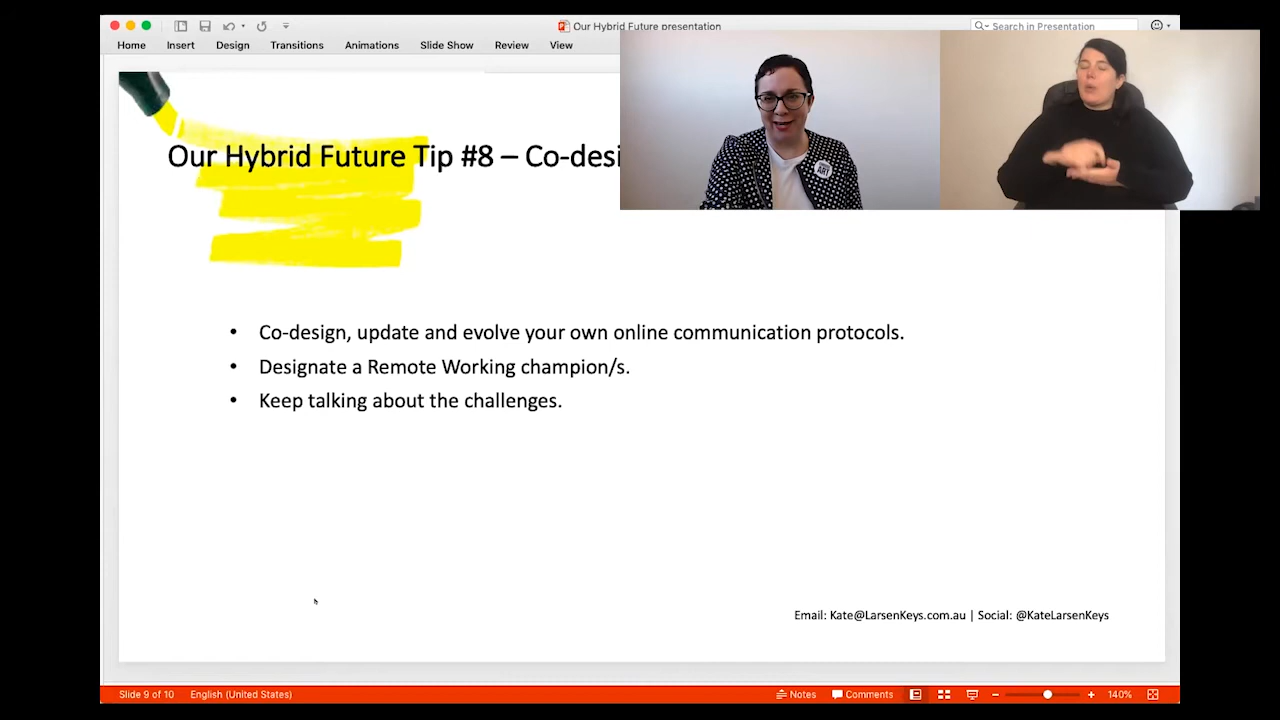 Our Hybrid Future presentation
Search in Presentation
Home Insert Design Transitions Animations Slide Show Review View
ART
Our Hybrid Future Tip #8 – Co-desi
• Co-design, update and evolve your own online communication protocols.
• Designate a Remote Working champion/s.
• Keep talking about the challenges.
Email: Kate@LarsenKeys.com.au | Social: @KateLarsenKeys
Slide 9 of 10 English (United States) Notes Comments 140%